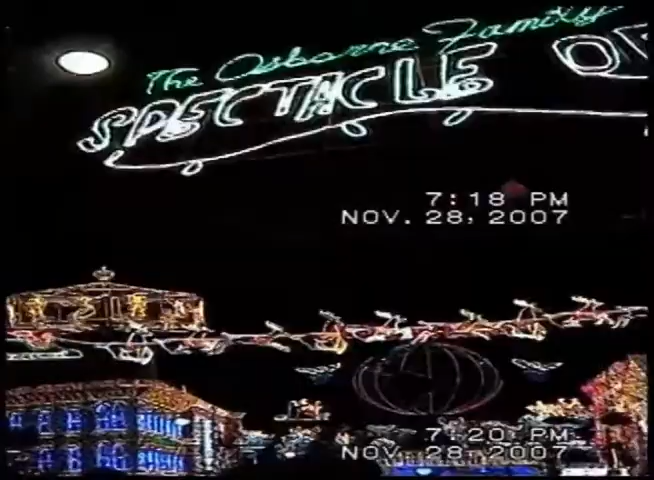 The Osborne Family
SPECTACLE
7:18 PM
NOV. 28, 2007
7:20 PM
NOV 28 2007